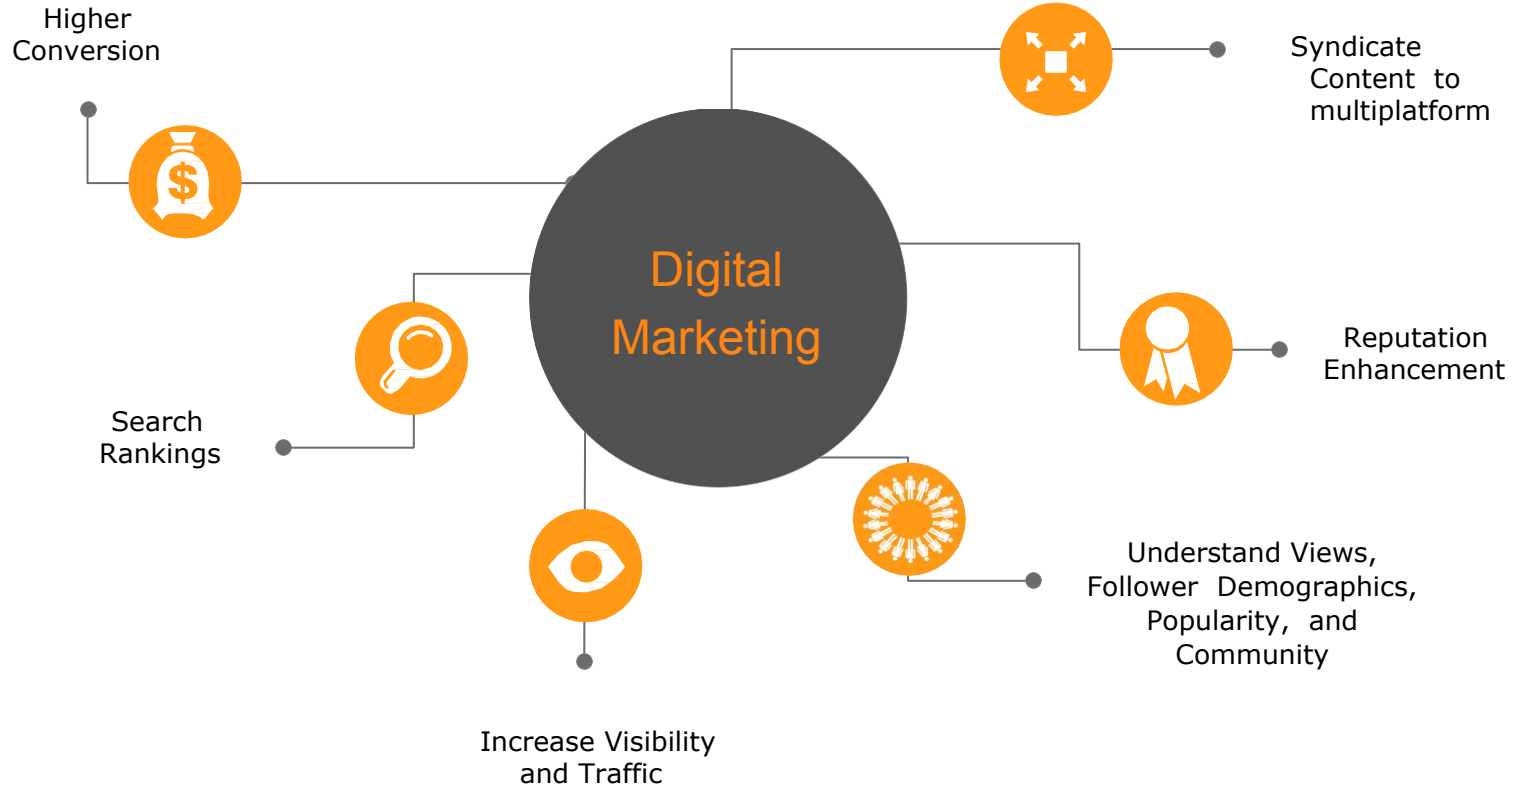 Higher
Conversion
Syndicate
Content to
multiplatform
$
Digital
Marketing
Reputation
Enhancement
Search
Rankings
Understand Views,
Follower Demographics,
Popularity, and
Community
Increase Visibility
and Traffic